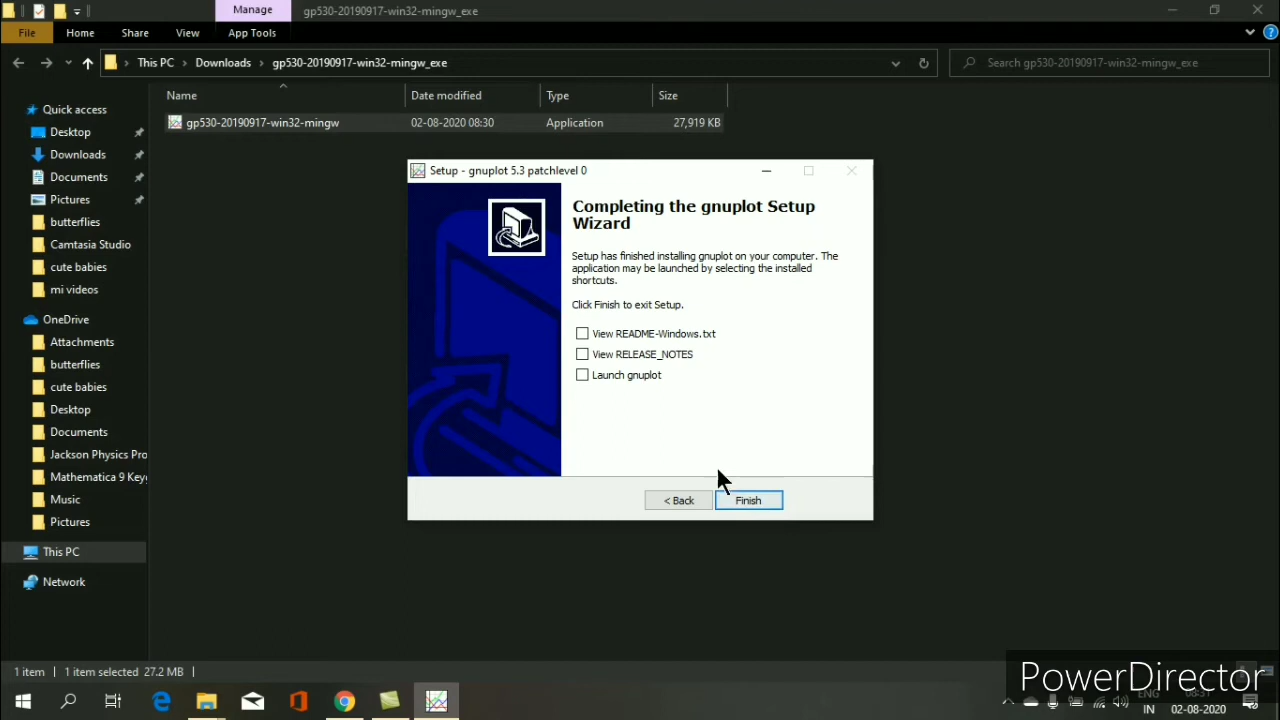 Manage
gp530-20190917-win32-mingw_exe
File
Home
Share
View
App Tools
This PC
Downloads
gp530-20190917-win32-mingw_exe
Search gp530-20190917-win32-mingw_exe
Name
Date modified
Type
Size
gp530-20190917-win32-mingw
02-08-2020 08:30
Application
27,919 KB
Quick access
Desktop
Downloads
Documents
Pictures
butterflies
Camtasia Studio
cute babies
mi videos
OneDrive
Attachments
butterflies
cute babies
Desktop
Documents
Jackson Physics Pro
Mathematica 9 Key
Music
Pictures
This PC
Network
Setup - gnuplot 5.3 patchlevel 0
Completing the gnuplot Setup
Wizard
Setup has finished installing gnuplot on your computer. The
application may be launched by selecting the installed
shortcuts.
Click Finish to exit Setup.
View README-Windows.txt
View RELEASE_NOTES
Launch gnuplot
< Back
Finish
1 item
1 item selected 27.2 MB
PowerDirector
ENG
IN
08:31
02-08-2020